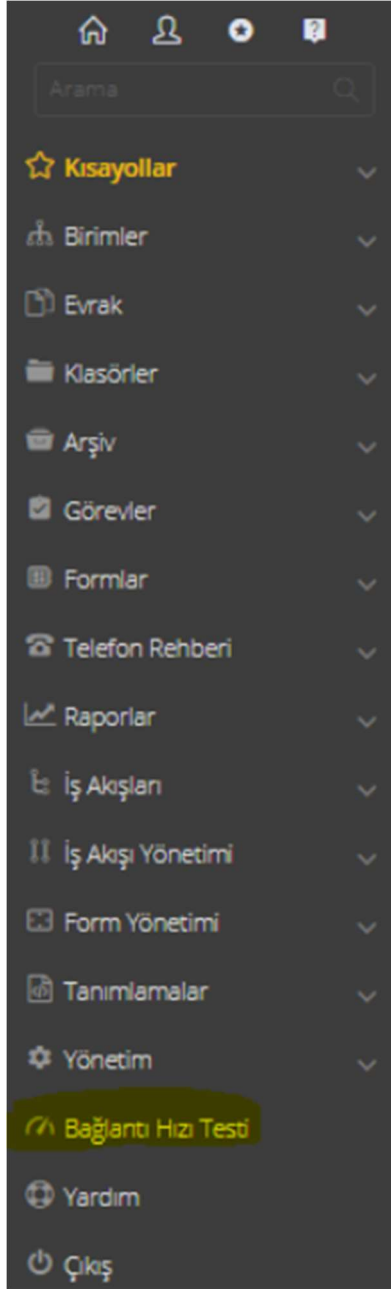 Arama
Kısayollar
Birimler
Evrak
Klasörler
Arşiv
Görevler
Formlar
Telefon Rehberi
Raporlar
İş Akışları
İş Akışı Yönetimi
Form Yönetimi
Tanımlamalar
Yönetim
Bağlantı Hızı Testi
Yardım
Çıkış